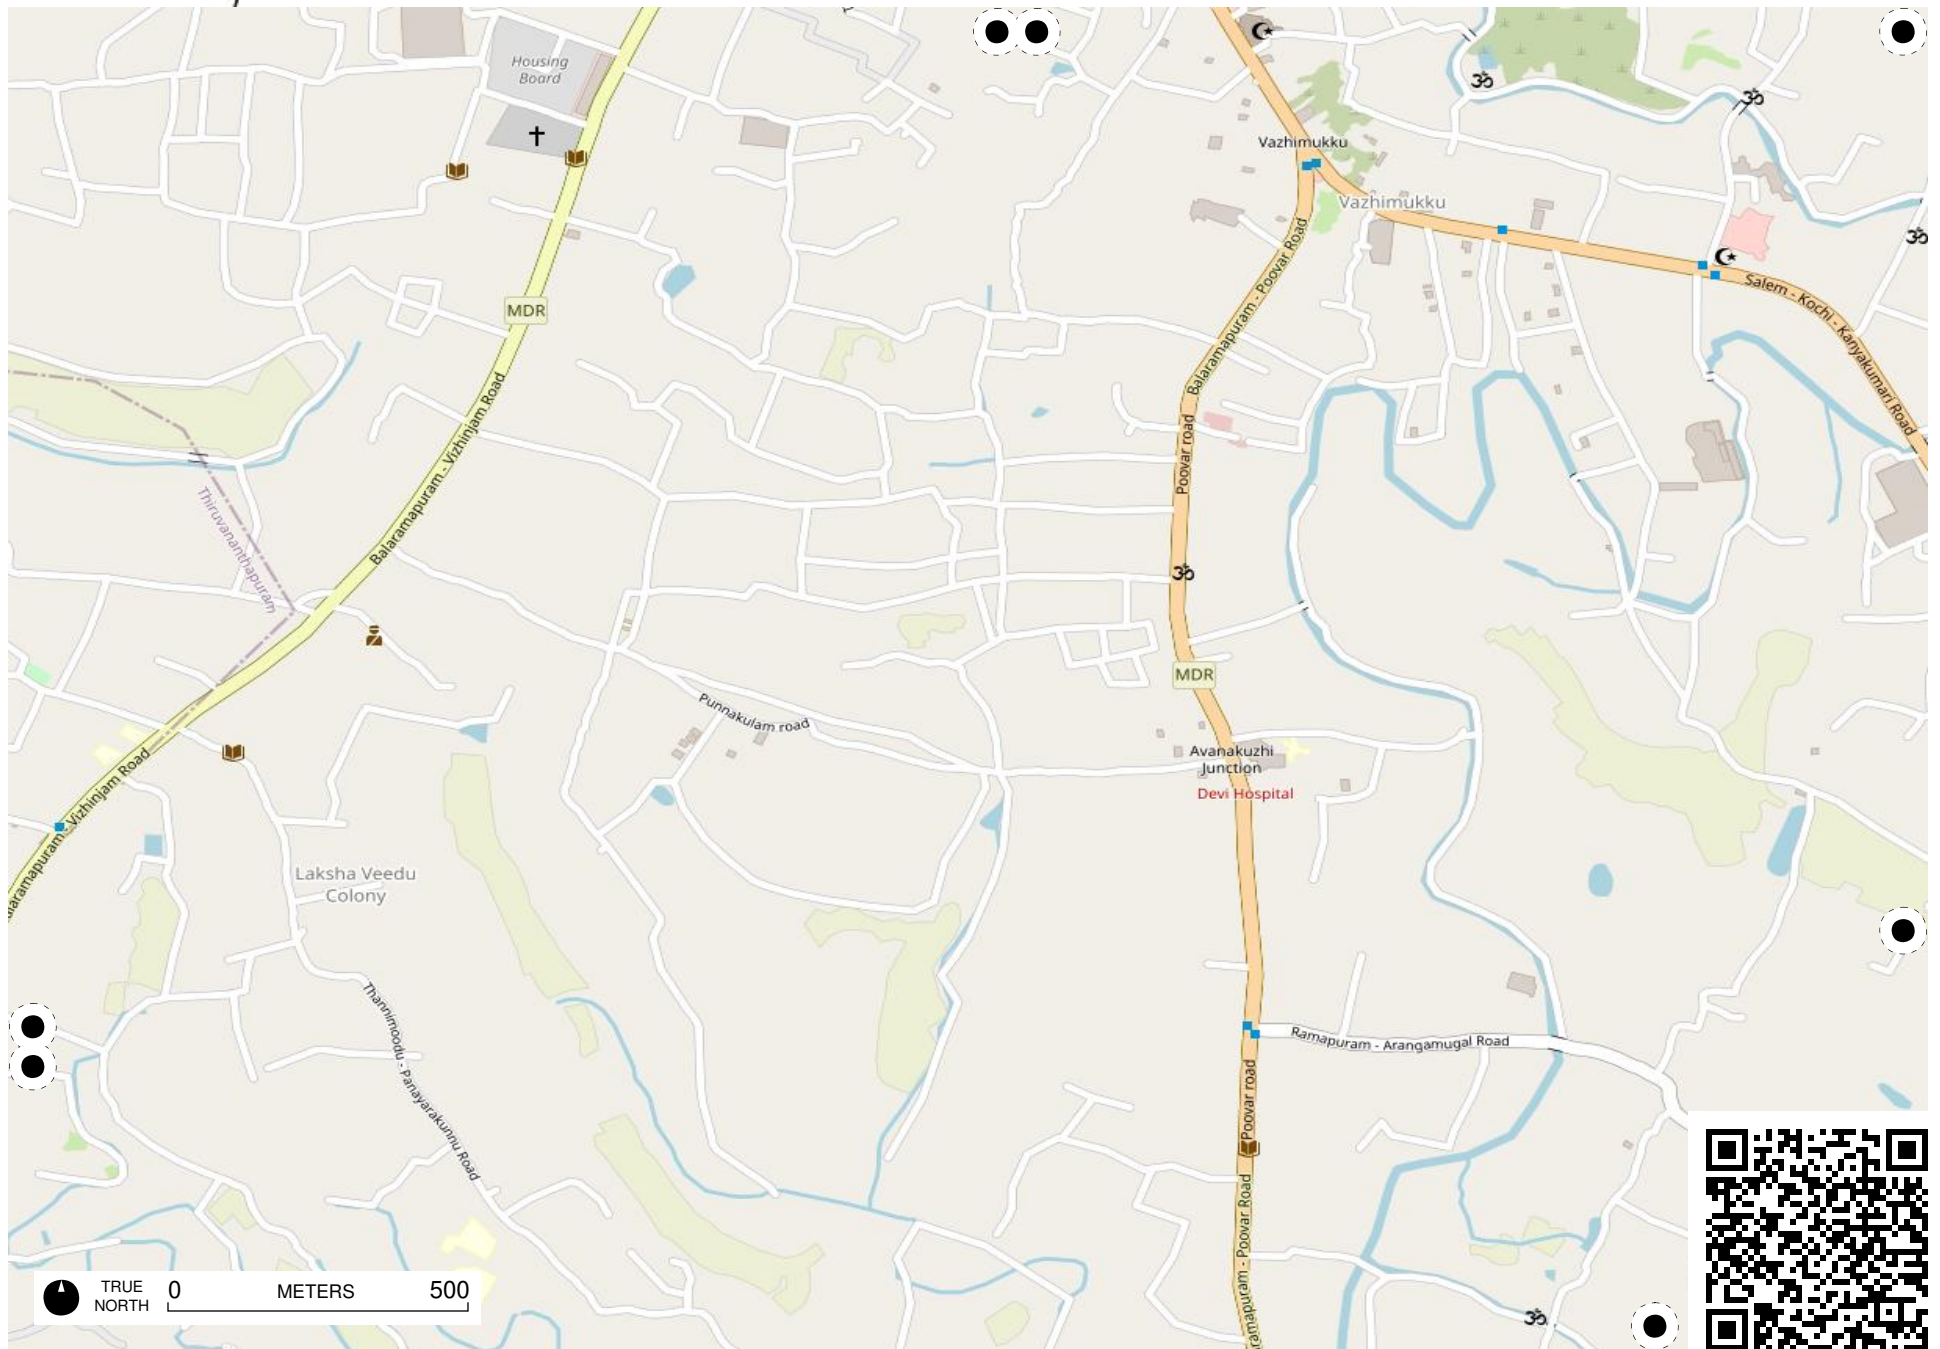 Housing
Board
Vazhimukku
Vazhimukku
Balaramapuram - Poovar Road
Salem - Kochi - Kanyakumari Road
MDR
Balaramapuram - Vizhinjam Road
Poovar road
Thiruvananthapuram
MDR
Punnakulam road
Avanakuzhi
Junction
Devi Hospital
Vizhinjam Road
Laksha Veedu
Colony
Thannimoodu - Panayarakunnu Road
Ramapuram - Arangamugal Road
Poovar road
Poovar Road
TRUE
NORTH
0 METERS 500